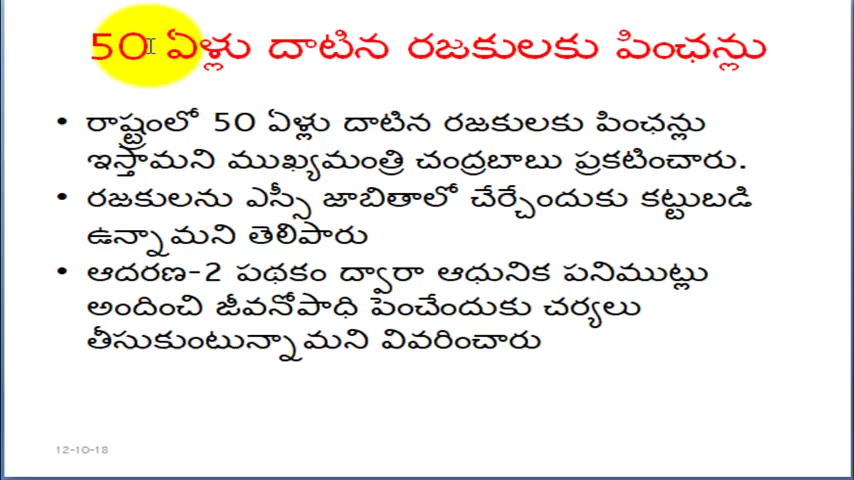 50 ఏళ్లు దాటిన రజకులకు పింఛన్లు
• రాష్ట్రంలో 50 ఏళ్లు దాటిన రజకులకు పింఛన్లు
ఇస్తామని ముఖ్యమంత్రి చంద్రబాబు ప్రకటించారు.
• రజకులను ఎస్సీ జాబితాలో చేర్చేందుకు కట్టుబడి
ఉన్నామని తెలిపారు
• ఆదరణ-2 పథకం ద్వారా ఆధునిక పనిముట్లు
అందించి జీవనోపాధి పెంచేందుకు చర్యలు
తీసుకుంటున్నామని వివరించారు
12-10-18